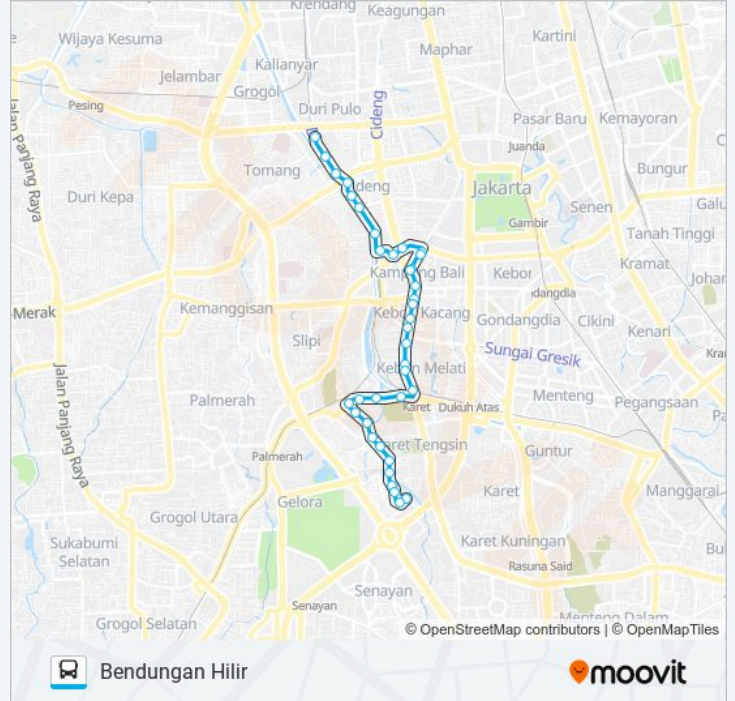 Krendang
Keagungan
Wijaya Kesuma
Maphar
Kartini
Kalianyar
Jelambar
Grogol
Pesing
Duri Pulo
Cideng
Pasar Baru
Kemayoran
Jalan Panjang Raya
Juanda
Tomang
Bungur
Duri Kepa
Jakarta
Senen
Gambir
Tanah Tinggi
Kramat
Kampung Bali
Merak
Kemanggisan
Kebon Kacang
Gondangdia
Cikini
Kenari
Slipi
Sungai Gresik
Kebon Melati
Jalan Panjang Raya
Palmerah
Menteng
Pegangsaan
Karet
Dukuh Atas
Palmerah
Guntur
Gelora
Karet
Manggarai
Grogol Utara
Sukabumi
Selatan
Karet Kuningan
Rasuna Said
Senayan
Senayan
Menteng Dalam
Grogol Selatan
© OpenStreetMap contributors | © OpenMapTiles
Bendungan Hilir
moovit